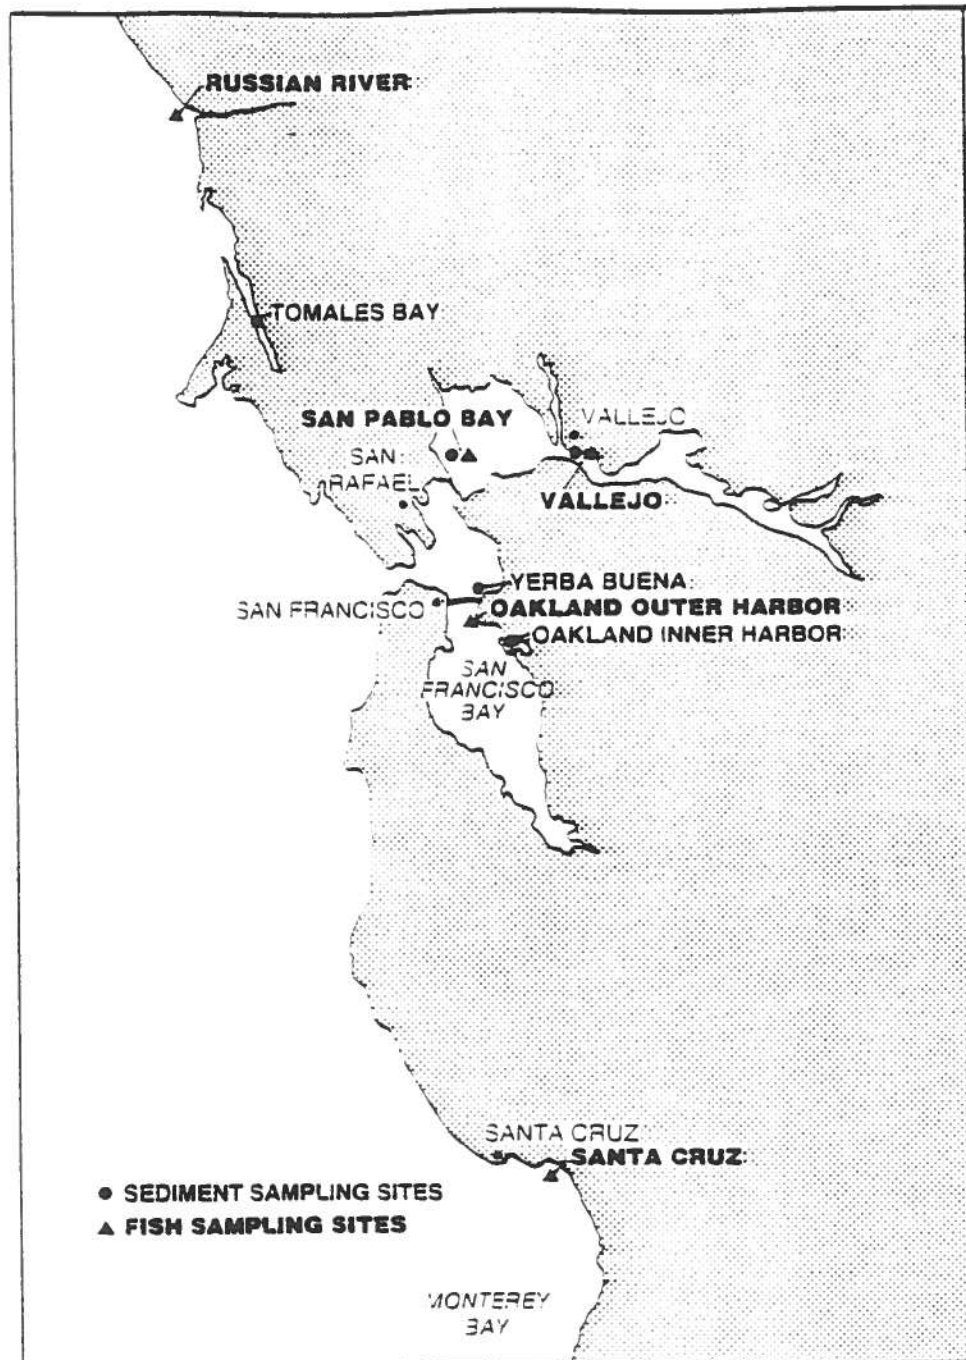 RUSSIAN RIVER
TOMALES BAY
SAN PABLO BAY
VALLEJO
SAN
RAFAEL
VALLEJO
YERBA BUENA
SAN FRANCISCO
OAKLAND OUTER HARBOR
OAKLAND INNER HARBOR
SAN
FRANCISCO
BAY
SANTA CRUZ
SANTA CRUZ
SEDIMENT SAMPLING SITES
FISH SAMPLING SITES
MONTEREY
BAY